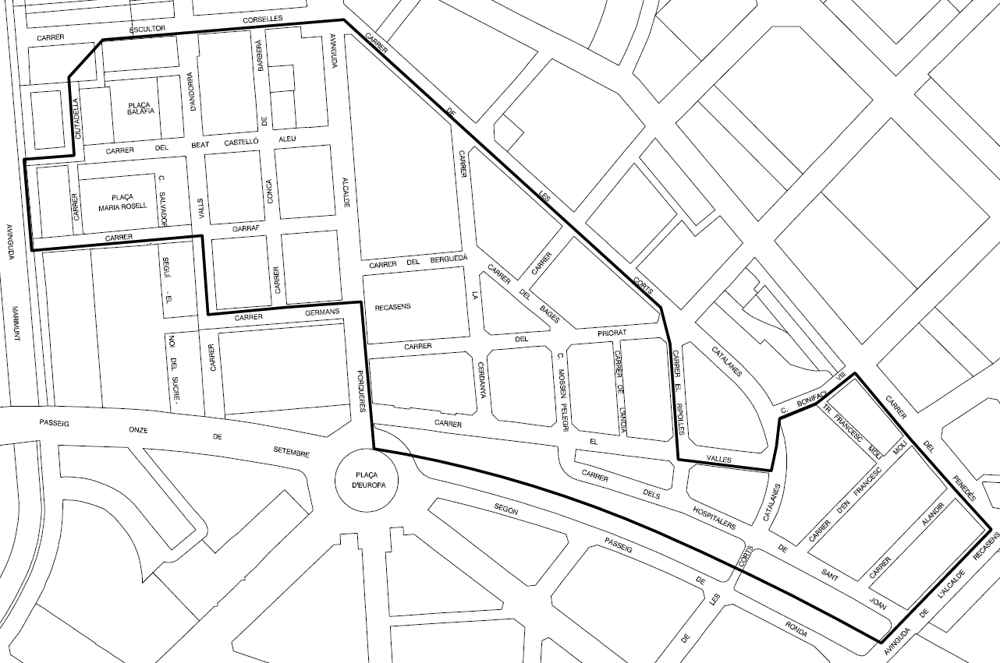 CARRER ESCULTOR CORSELLES
CARRER
AVINGUDA
BARBERÀ
D'ANDORRA
PLAÇA
BALÀFIA
CIUTADELLA
DE
DE
CARRER DEL BEAT CASTELLÓ ALEU
CARRER
LES
C. SALVADOR
PLAÇA
MARIA ROSELL
CARRER
VALLS
CONCA
ALCALDE
GARRAF
CARRER
AVINGUDA
MARIMUNT
SEGUÍ - EL
CARRER DEL BERGUEDÀ
CARRER
CARRER
DEL
BAGES
CORTS
LA
CARRER
RECASENS
CARRER GERMANS
PRIORAT
DEL
CARRER
NOI DEL SUCRE -
CARRER
PORQUERES
CERDANYA
C. MOSSEN PELEGRI
CARRER DE L'ANOIA
CARRER EL RIPOLLES
CATALANES
VIII
C. BONIFACI
TR. FRANCESC MOLI
CARRER
DEL
PENEDÈS
PASSEIG ONZE DE SETEMBRE
CARRER
EL
VALLES
PLAÇA
D'EUROPA
CARRER
DELS
HOSPITALERS
CATALANES
CARRER D'EN FRANCESC MOLI
ALANDIR
CARRER
SEGON
PASSEIG
DE
CORTS
LES
DE
DE
SANT
JOAN
RONDA
AVINGUDA DE L'ALCALDE RECASENS